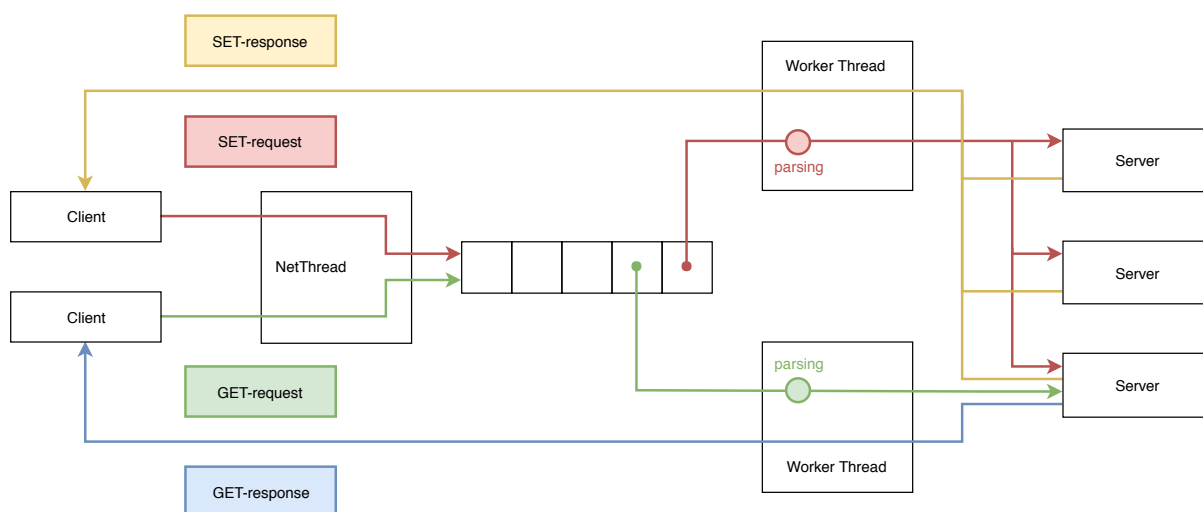 SET-response
Worker Thread
SET-request
parsing
Server
Client
NetThread
Server
Client
parsing
GET-request
Server
Worker Thread
GET-response